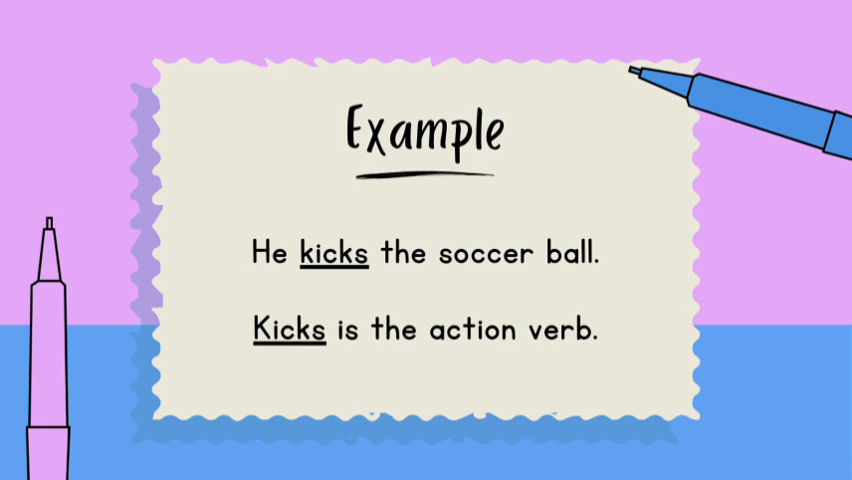 Example
He kicks the soccer ball.
Kicks is the action verb.